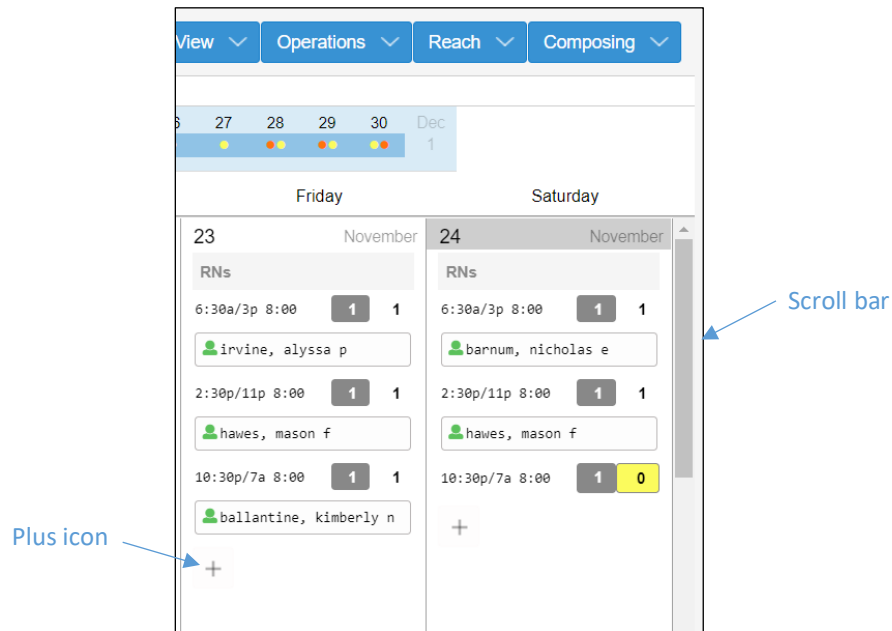 View Operations Reach Composing
27 28 29 30 Dec
1
Friday Saturday
23 November 24 November
RNs RNs
6:30a/3p 8:00 1 1 6:30a/3p 8:00 1 1
irvine, alyssa p barnum, nicholas e
Scroll bar
2:30p/11p 8:00 1 1 2:30p/11p 8:00 1 1
hawes, mason f hawes, mason f
10:30p/7a 8:00 1 1 10:30p/7a 8:00 1 0
ballantine, kimberly n
+
Plus icon
+